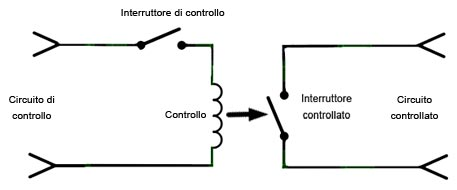 Interruttore di controllo
Circuito di
controllo
Controllo
Interruttore
controllato
Circuito
controllato